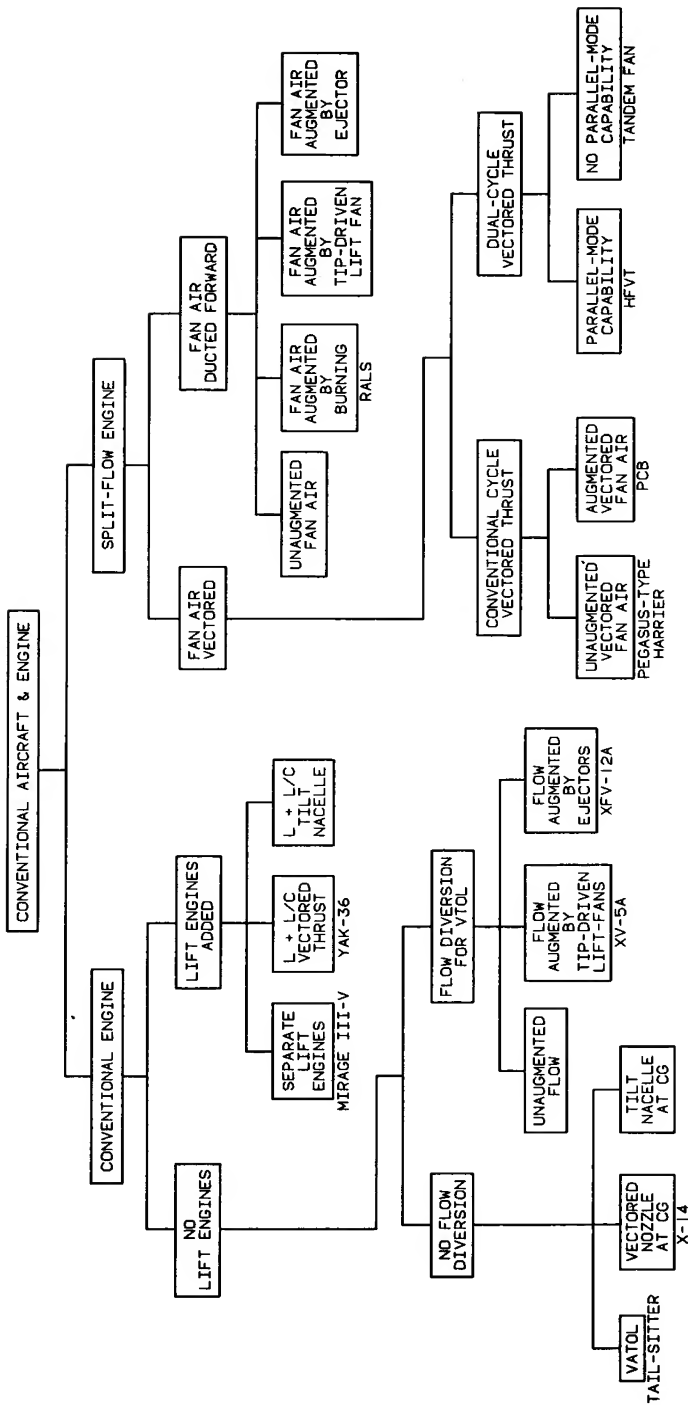 CONVENTIONAL AIRCRAFT & ENGINE
CONVENTIONAL ENGINE
SPLIT-FLOW ENGINE
NO
LIFT ENGINES
LIFT ENGINES
ADDED
FAN AIR
VECTORED
FAN AIR
DUCTED FORWARD
SEPARATE
LIFT
ENGINES
MIRAGE III-V
L + L/C
VECTORED
THRUST
YAK-36
L + L/C
TILT
NACELLE
UNAUGMENTED
FAN AIR
FAN AIR
AUGMENTED
BY
BURNING
RALS
FAN AIR
AUGMENTED
BY
TIP-DRIVEN
LIFT FAN
FAN AIR
AUGMENTED
BY
EJECTOR
NO FLOW
DIVERSION
FLOW DIVERSION
FOR VTOL
CONVENTIONAL CYCLE
VECTORED THRUST
DUAL-CYCLE
VECTORED THRUST
UNAUGMENTED
FLOW
FLOW
AUGMENTED
BY
TIP-DRIVEN
LIFT-FANS
XV-5A
FLOW
AUGMENTED
BY
EJECTORS
XFV-12A
UNAUGMENTED
VECTORED
FAN AIR
PEGASUS-TYPE
HARRIER
AUGMENTED
VECTORED
FAN AIR
PCB
PARALLEL-MODE
CAPABILITY
HFVT
NO PARALLEL-MODE
CAPABILITY
TANDEM FAN
VATOL
TAIL-SITTER
VECTORED
NOZZLE
AT CG
X-14
TILT
NACELLE
AT CG